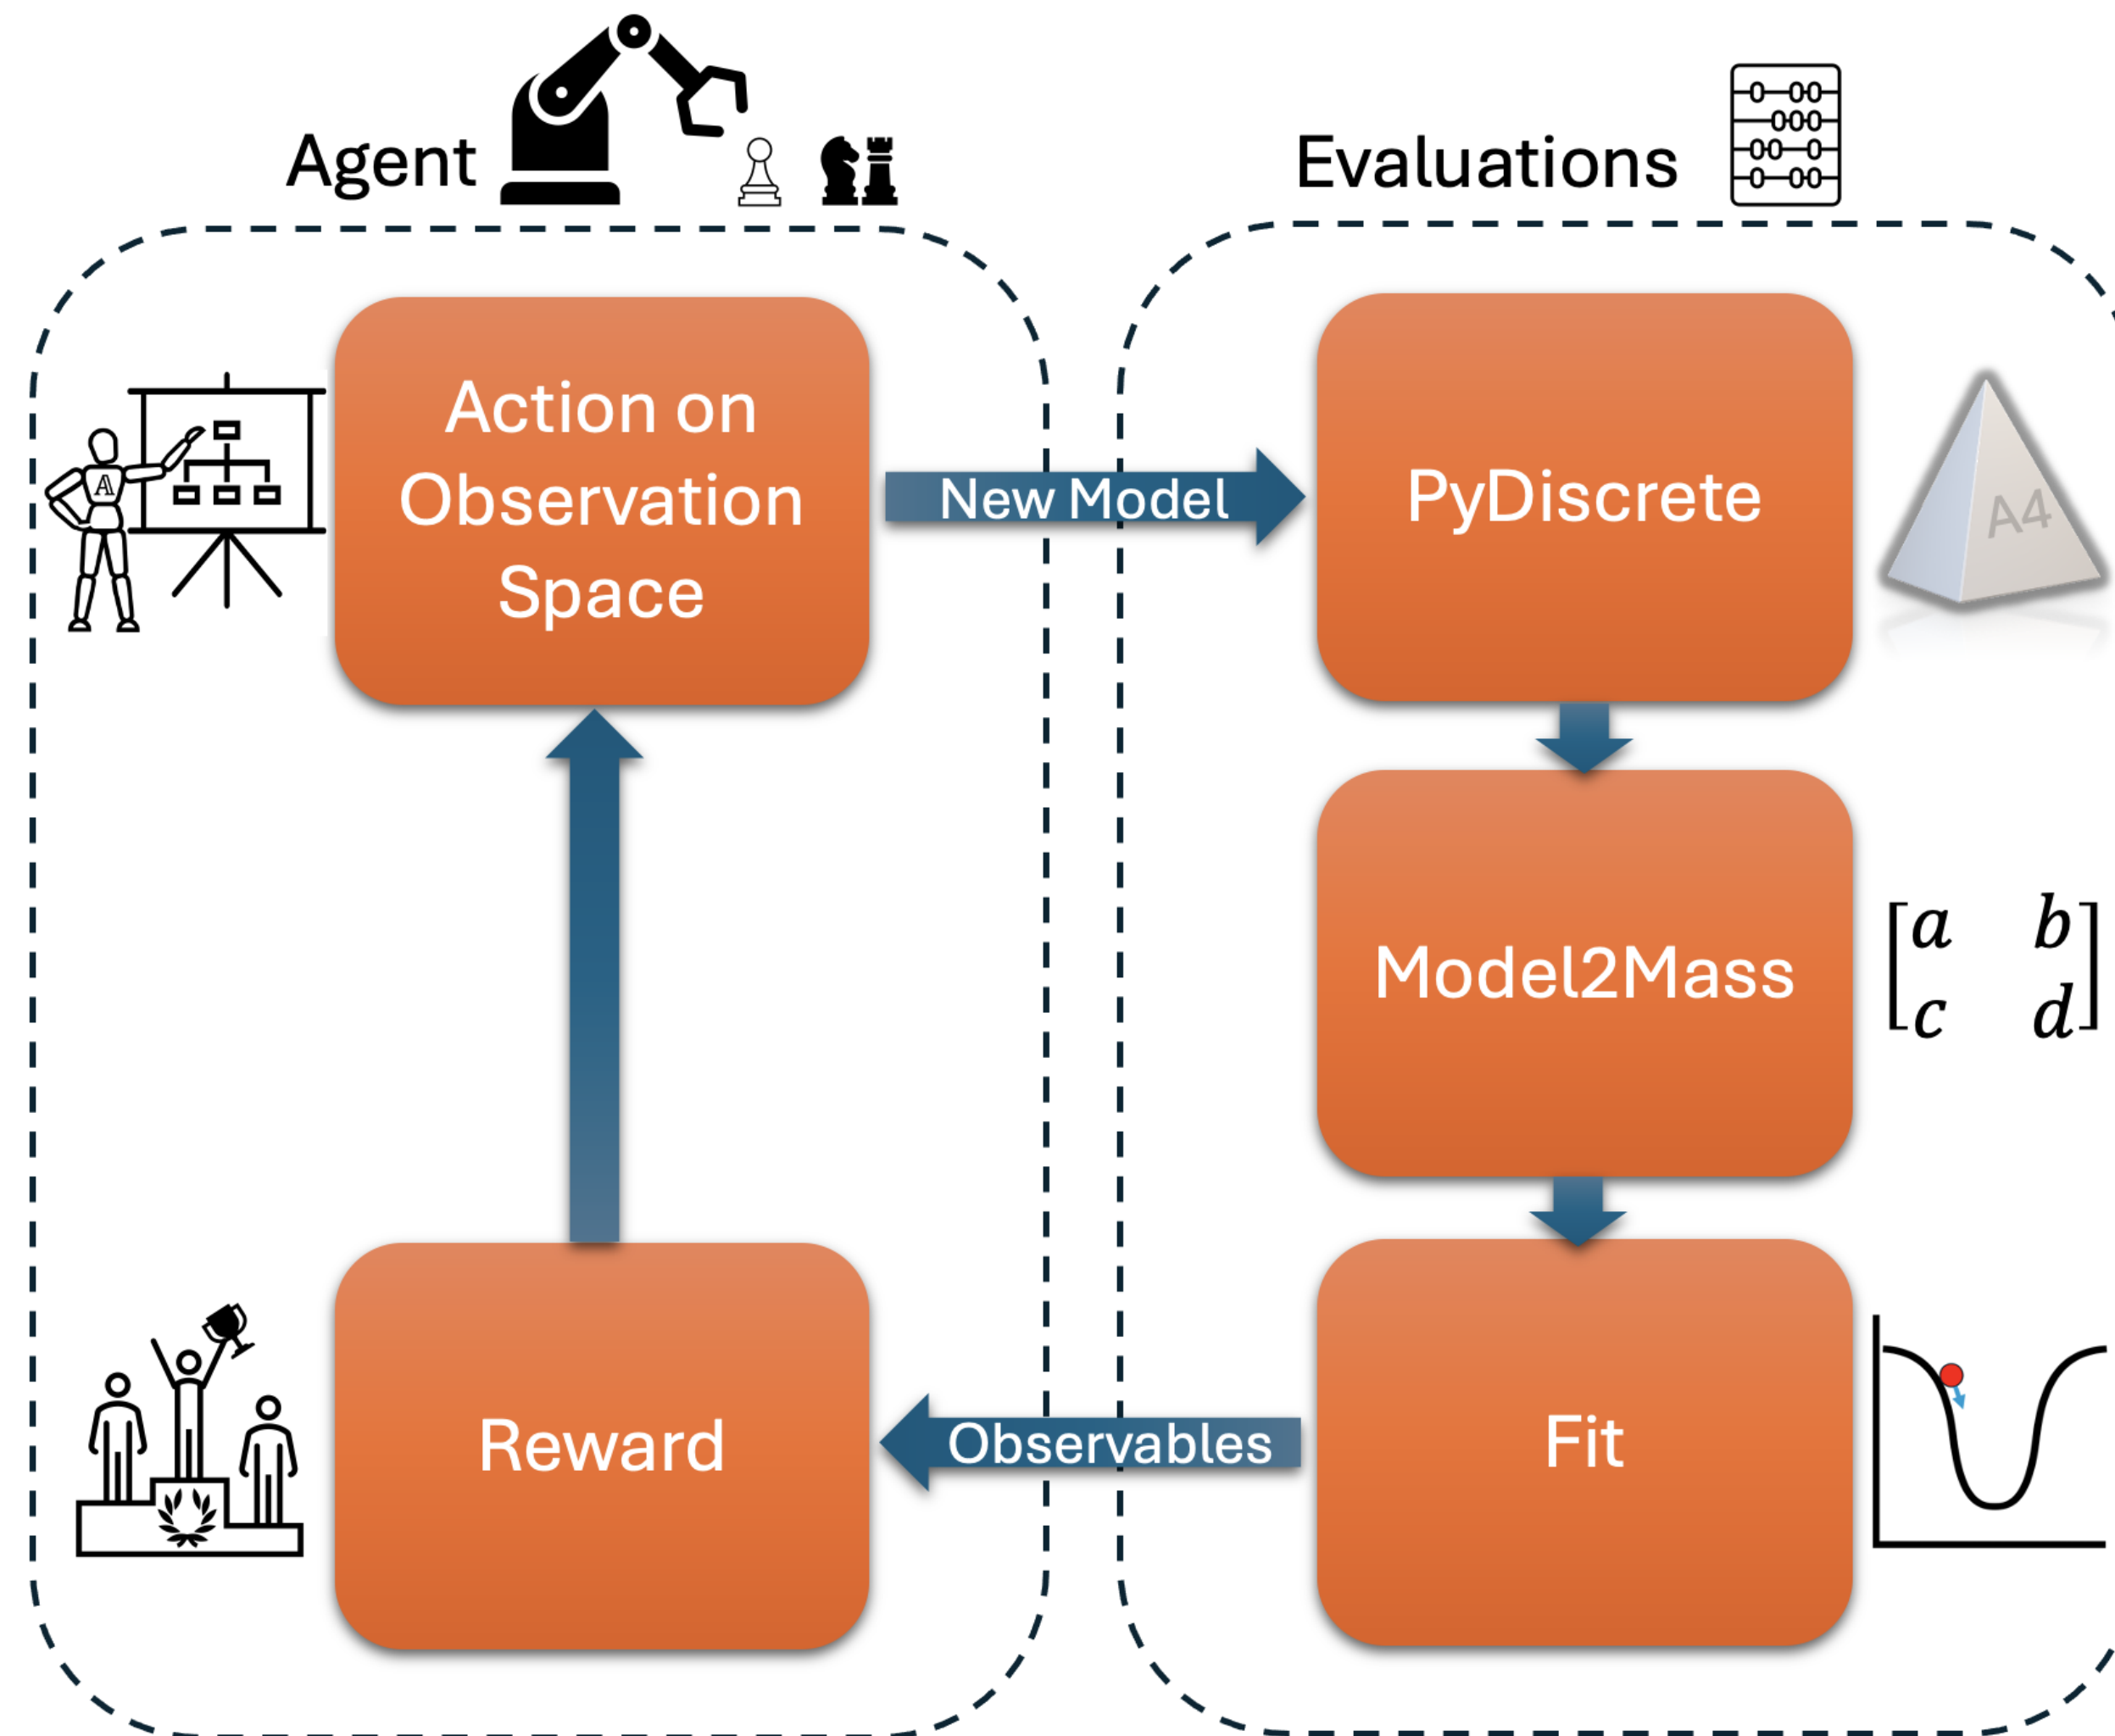 Agent
Evaluations
Action on
Observation
Space
A
New Model
PyDiscrete
A4
Model2Mass
a b
c d
Reward
Observables
Fit